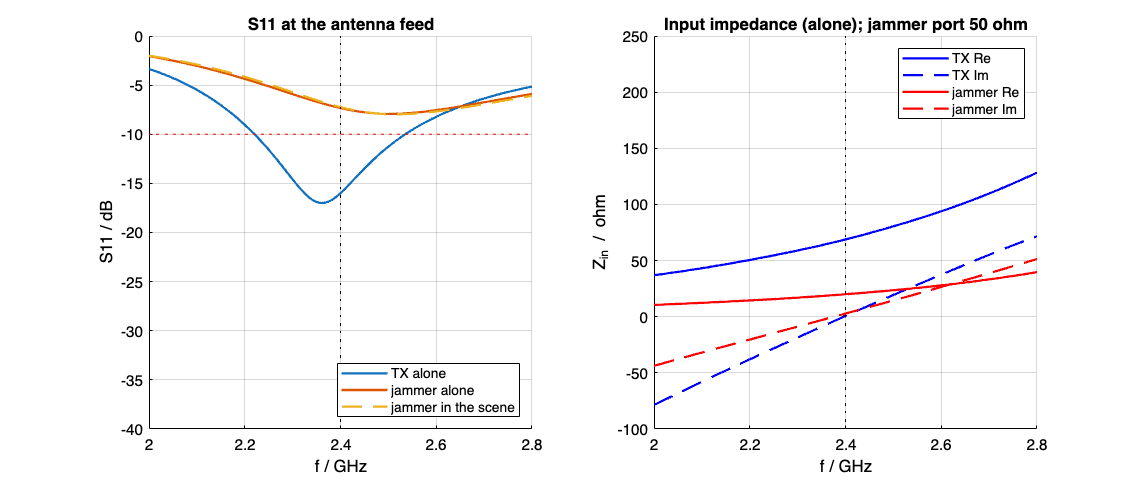 S11 at the antenna feed
0
-5
-10
-15
-20
-25
-30
-35
-40
S11 / dB
TX alone
jammer alone
jammer in the scene
2
2.2
2.4
2.6
2.8
f / GHz
Input impedance (alone); jammer port 50 ohm
250
200
150
100
50
0
-50
-100
Z_in / ohm
TX Re
TX Im
jammer Re
jammer Im
2
2.2
2.4
2.6
2.8
f / GHz